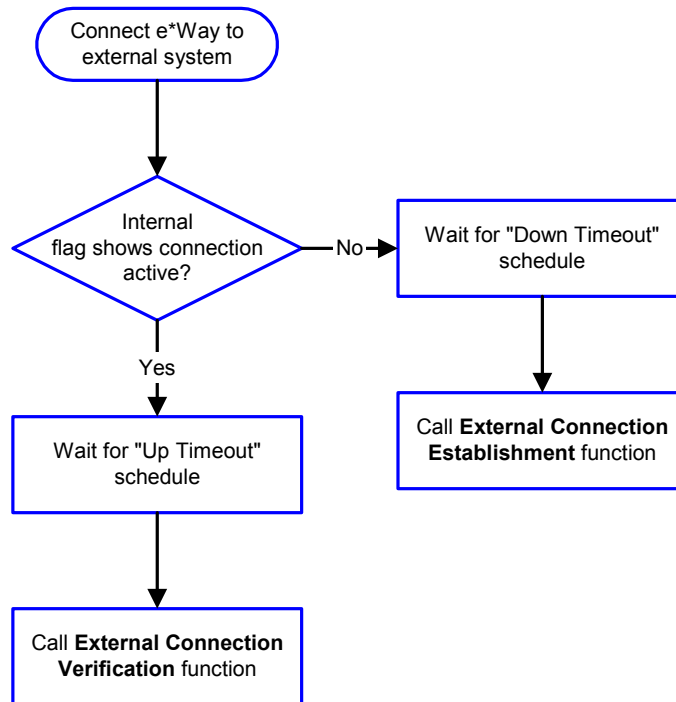 Connect e*Way to
external system
Internal
flag shows connection
active?
No
Wait for "Down Timeout"
schedule
Yes
Call External Connection
Establishment function
Wait for "Up Timeout"
schedule
Call External Connection
Verification function